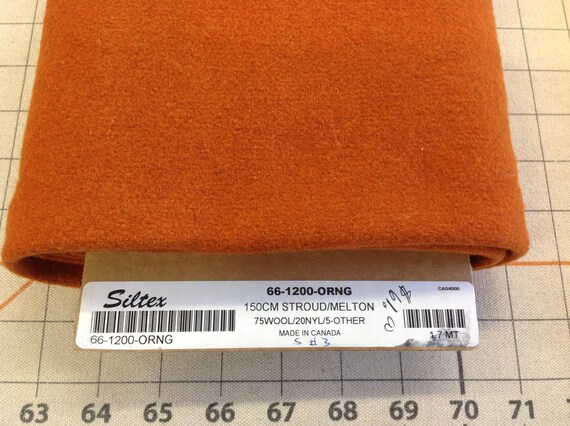 Siltex
66-1200-ORNG
66-1200-ORNG
150CM STROUD/MELTON
75WOOL/20NYL/5-OTHER
MADE IN CANADA
S #3
CA04000
1.7 MT
63 64 65 66 67 68 69 70 71